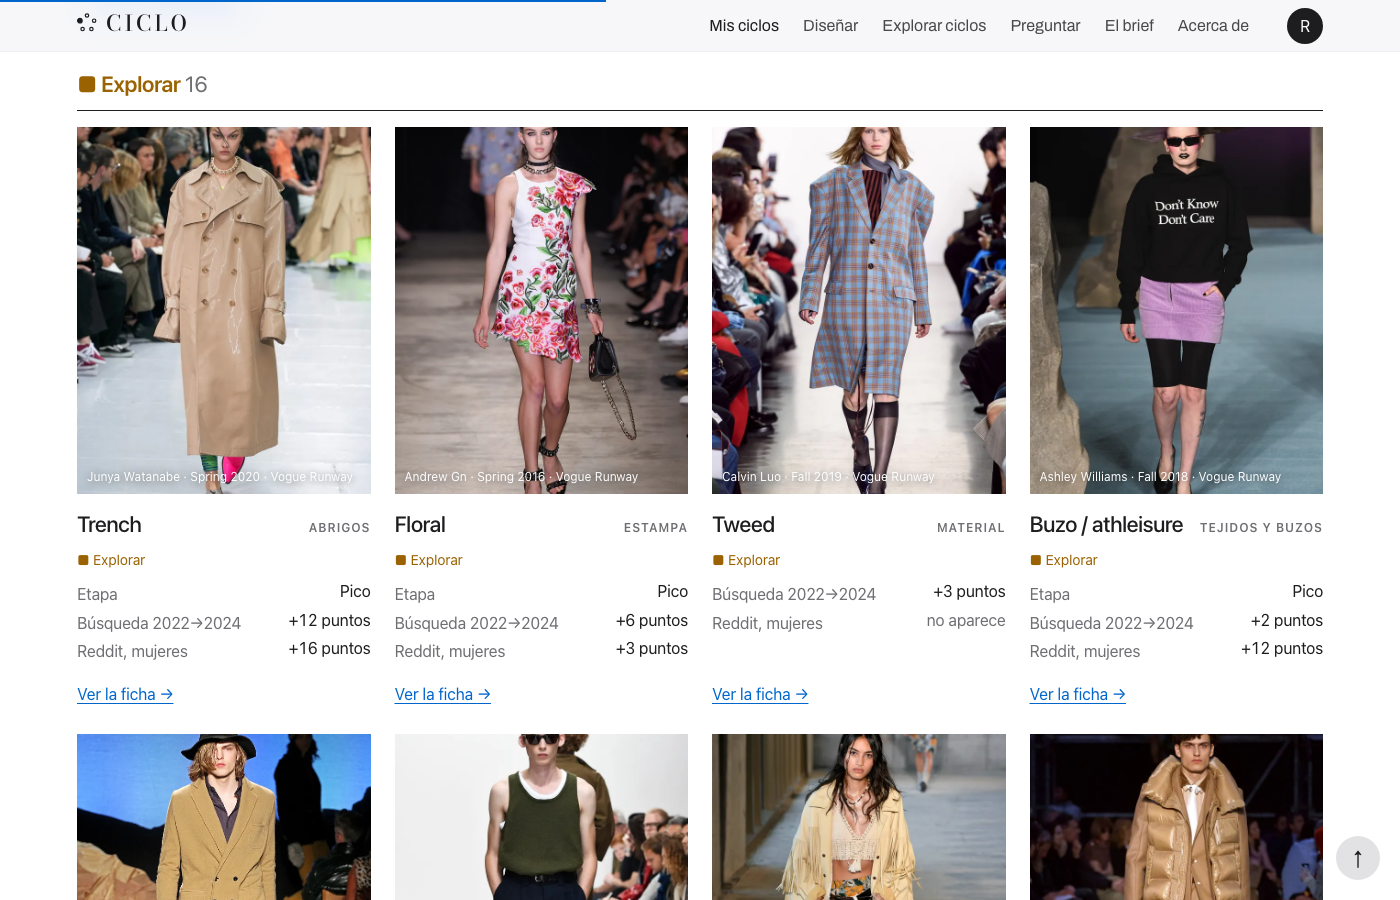 CICLO
Mis ciclos
Diseñar
Explorar ciclos
Preguntar
El brief
Acerca de
R
Explorar 16
Don't Know
Don't Care
Junya Watanabe · Spring 2020 · Vogue Runway
Andrew Gn · Spring 2016 · Vogue Runway
Calvin Luo · Fall 2019 · Vogue Runway
Ashley Williams · Fall 2018 · Vogue Runway
Trench ABRIGOS
Explorar
Etapa Pico
Búsqueda 2022→2024 +12 puntos
Reddit, mujeres +16 puntos
Ver la ficha →
Floral ESTAMPA
Explorar
Etapa Pico
Búsqueda 2022→2024 +6 puntos
Reddit, mujeres +3 puntos
Ver la ficha →
Tweed MATERIAL
Explorar
Búsqueda 2022→2024 +3 puntos
Reddit, mujeres no aparece
Ver la ficha →
Buzo / athleisure TEJIDOS Y BUZOS
Explorar
Etapa Pico
Búsqueda 2022→2024 +2 puntos
Reddit, mujeres +12 puntos
Ver la ficha →
↑